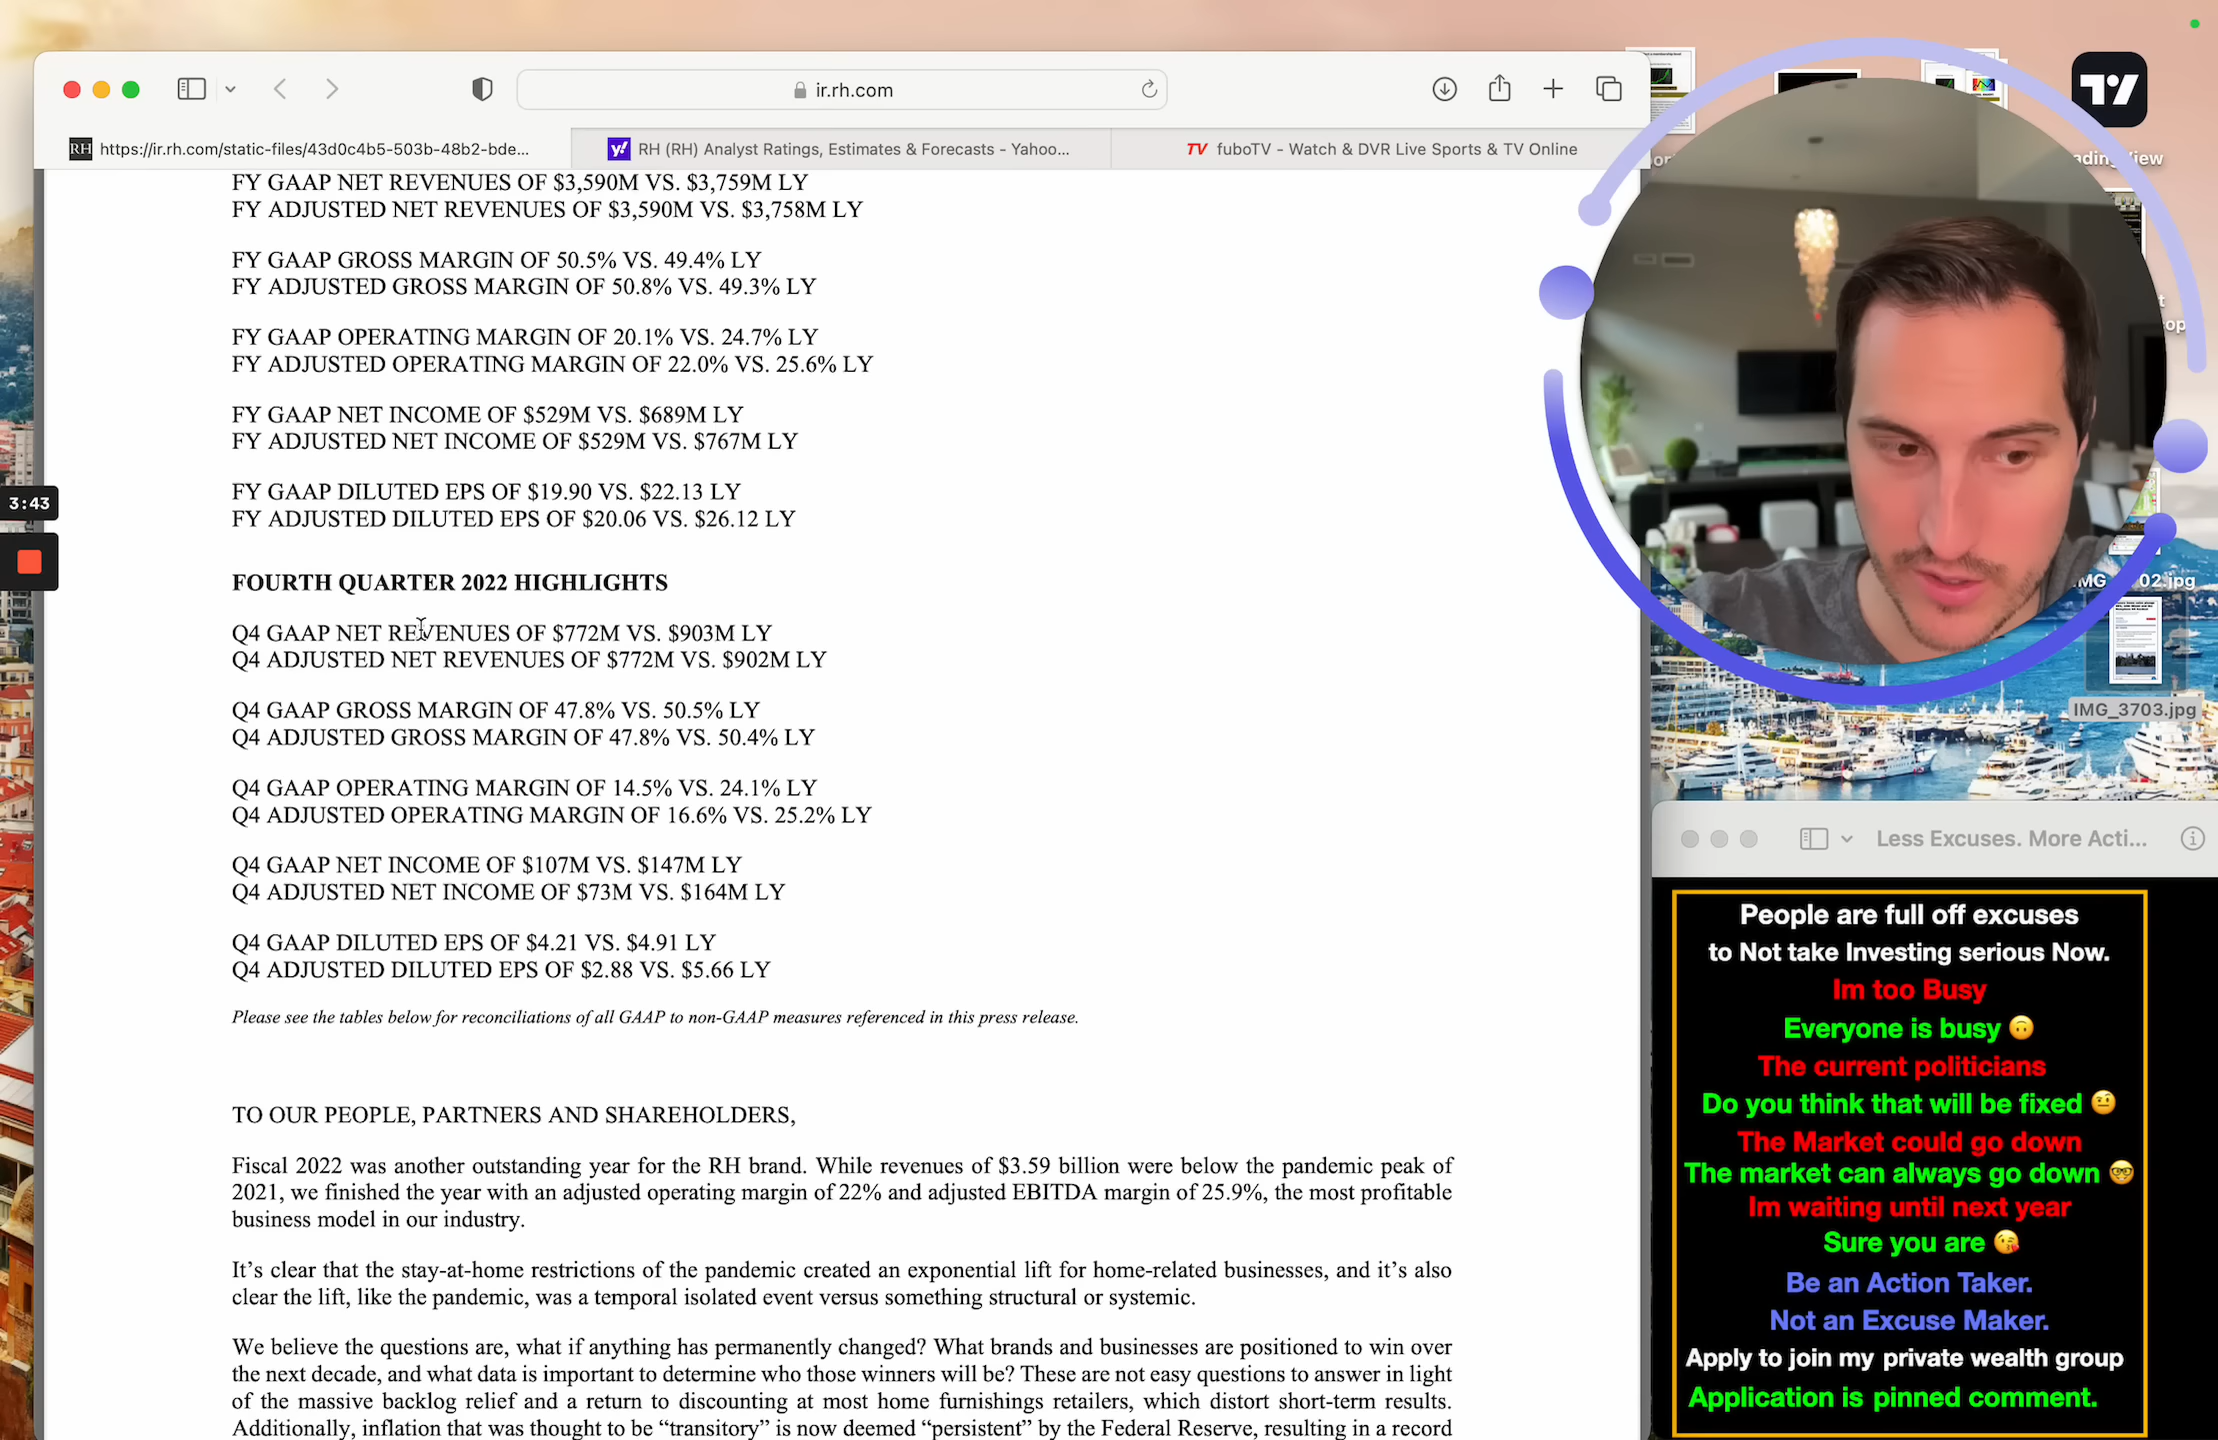 ir.rh.com
RH https://ir.rh.com/static-files/43d0c4b5-503b-48b2-bde...
y! RH (RH) Analyst Ratings, Estimates & Forecasts - Yahoo...
TV fuboTV - Watch & DVR Live Sports & TV Online
FY GAAP NET REVENUES OF $3,590M VS. $3,759M LY
FY ADJUSTED NET REVENUES OF $3,590M VS. $3,758M LY
FY GAAP GROSS MARGIN OF 50.5% VS. 49.4% LY
FY ADJUSTED GROSS MARGIN OF 50.8% VS. 49.3% LY
FY GAAP OPERATING MARGIN OF 20.1% VS. 24.7% LY
FY ADJUSTED OPERATING MARGIN OF 22.0% VS. 25.6% LY
FY GAAP NET INCOME OF $529M VS. $689M LY
FY ADJUSTED NET INCOME OF $529M VS. $767M LY
FY GAAP DILUTED EPS OF $19.90 VS. $22.13 LY
FY ADJUSTED DILUTED EPS OF $20.06 VS. $26.12 LY
FOURTH QUARTER 2022 HIGHLIGHTS
Q4 GAAP NET REVENUES OF $772M VS. $903M LY
Q4 ADJUSTED NET REVENUES OF $772M VS. $902M LY
Q4 GAAP GROSS MARGIN OF 47.8% VS. 50.5% LY
Q4 ADJUSTED GROSS MARGIN OF 47.8% VS. 50.4% LY
Q4 GAAP OPERATING MARGIN OF 14.5% VS. 24.1% LY
Q4 ADJUSTED OPERATING MARGIN OF 16.6% VS. 25.2% LY
Q4 GAAP NET INCOME OF $107M VS. $147M LY
Q4 ADJUSTED NET INCOME OF $73M VS. $164M LY
Q4 GAAP DILUTED EPS OF $4.21 VS. $4.91 LY
Q4 ADJUSTED DILUTED EPS OF $2.88 VS. $5.66 LY
Please see the tables below for reconciliations of all GAAP to non-GAAP measures referenced in this press release.
TO OUR PEOPLE, PARTNERS AND SHAREHOLDERS,
Fiscal 2022 was another outstanding year for the RH brand. While revenues of $3.59 billion were below the pandemic peak of
2021, we finished the year with an adjusted operating margin of 22% and adjusted EBITDA margin of 25.9%, the most profitable
business model in our industry.
It's clear that the stay-at-home restrictions of the pandemic created an exponential lift for home-related businesses, and it's also
clear the lift, like the pandemic, was a temporal isolated event versus something structural or systemic.
We believe the questions are, what if anything has permanently changed? What brands and businesses are positioned to win over
the next decade, and what data is important to determine who those winners will be? These are not easy questions to answer in light
of the massive backlog relief and a return to discounting at most home furnishings retailers, which distort short-term results.
Additionally, inflation that was thought to be “transitory” is now deemed “persistent” by the Federal Reserve, resulting in a record
3:43
02.jpg
IMG_3703.jpg
Less Excuses. More Acti...
People are full off excuses
to Not take Investing serious Now.
Im too Busy
Everyone is busy 🙃
The current politicians
Do you think that will be fixed 🤨
The Market could go down
The market can always go down 🤓
Im waiting until next year
Sure you are 😘
Be an Action Taker.
Not an Excuse Maker.
Apply to join my private wealth group
Application is pinned comment.